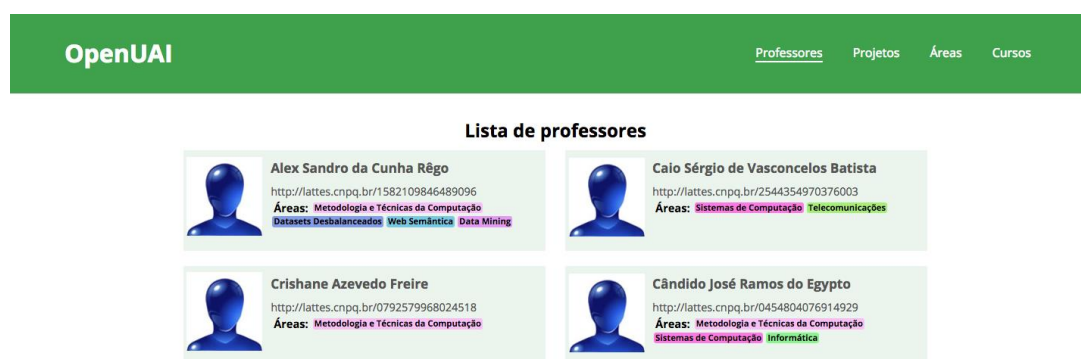 OpenUAI
Professores Projetos Áreas Cursos
Lista de professores
Alex Sandro da Cunha Rêgo
http://lattes.cnpq.br/1582109846489096
Áreas: Metodologia e Técnicas da Computação
Datasets Desbalanceados Web Semântica Data Mining
Caio Sérgio de Vasconcelos Batista
http://lattes.cnpq.br/2544354970376003
Áreas: Sistemas de Computação Telecomunicações
Crishane Azevedo Freire
http://lattes.cnpq.br/0792579968024518
Áreas: Metodologia e Técnicas da Computação
Cândido José Ramos do Egypto
http://lattes.cnpq.br/0454804076914929
Áreas: Metodologia e Técnicas da Computação
Sistemas de Computação Informática